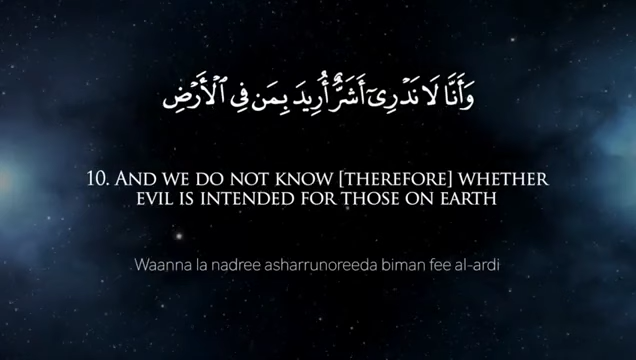 وَأَنَّا لَا نَدْرِىٓ أَشَرٌّ أُرِيدَ بِمَن فِى ٱلْأَرْضِ
10. AND WE DO NOT KNOW [THEREFORE] WHETHER
EVIL IS INTENDED FOR THOSE ON EARTH
Waanna la nadree asharrunoreeda biman fee al-ardi